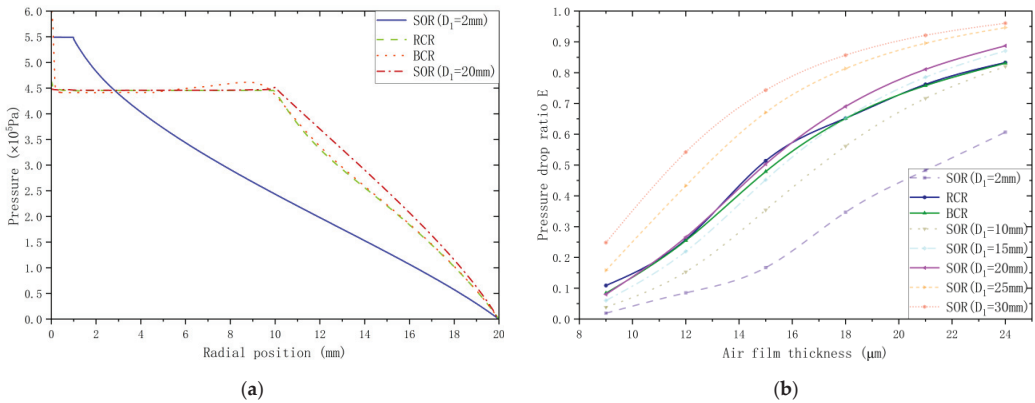 6.0
5.5
5.0
4.5
4.0
3.5
3.0
2.5
2.0
1.5
1.0
0.5
0.0
Pressure (×10⁵Pa)
0 2 4 6 8 10 12 14 16 18 20
Radial position (mm)
SOR(D₁=2mm)
RCR
BCR
SOR(D₁=20mm)
(a)
1.0
0.9
0.8
0.7
0.6
0.5
0.4
0.3
0.2
0.1
0.0
Pressure drop ratio E
8 10 12 14 16 18 20 22 24
Air film thickness (μm)
SOR(D₁=2mm)
RCR
BCR
SOR(D₁=10mm)
SOR(D₁=15mm)
SOR(D₁=20mm)
SOR(D₁=25mm)
SOR(D₁=30mm)
(b)